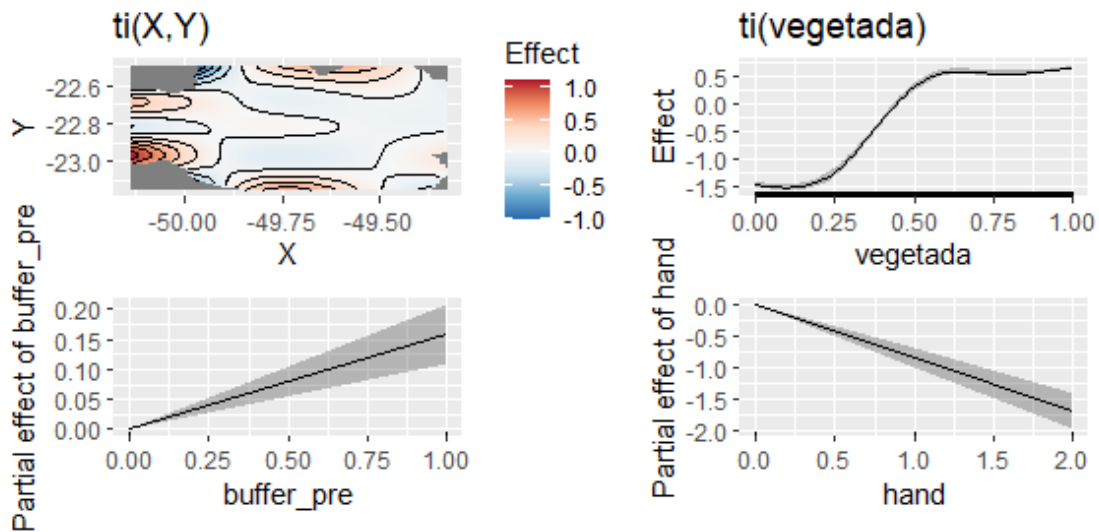 ti(X,Y)
Effect
1.0
0.5
0.0
-0.5
-1.0
Y
-22.6
-22.8
-23.0
-50.00 -49.75 -49.50
X
ti(vegetada)
Effect
0.5
0.0
-0.5
-1.0
-1.5
0.00 0.25 0.50 0.75 1.00
vegetada
Partial effect of buffer_pre
0.20
0.15
0.10
0.05
0.00
0.00 0.25 0.50 0.75 1.00
buffer_pre
Partial effect of hand
0.0
-0.5
-1.0
-1.5
-2.0
0.0 0.5 1.0 1.5 2.0
hand